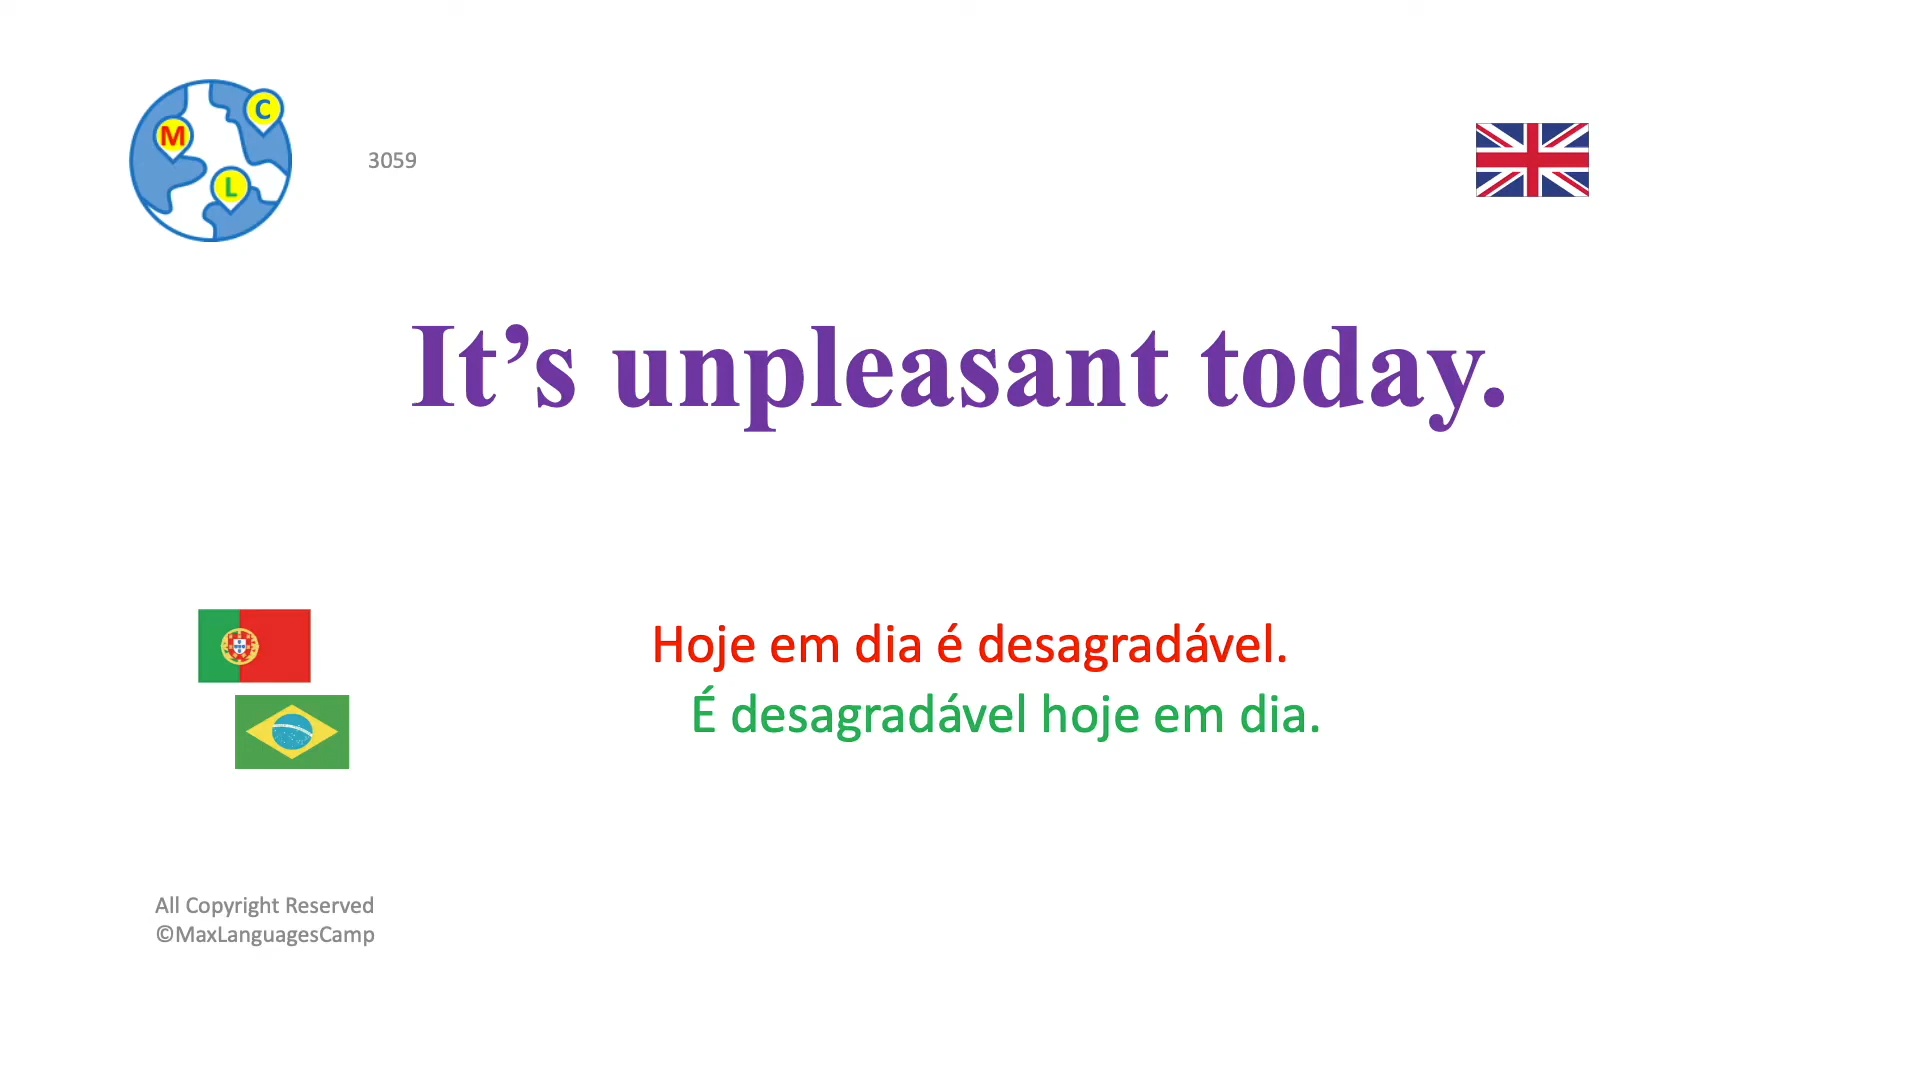 M
C
L
3059
It’s unpleasant today.
Hoje em dia é desagradável.
É desagradável hoje em dia.
All Copyright Reserved
©MaxLanguagesCamp